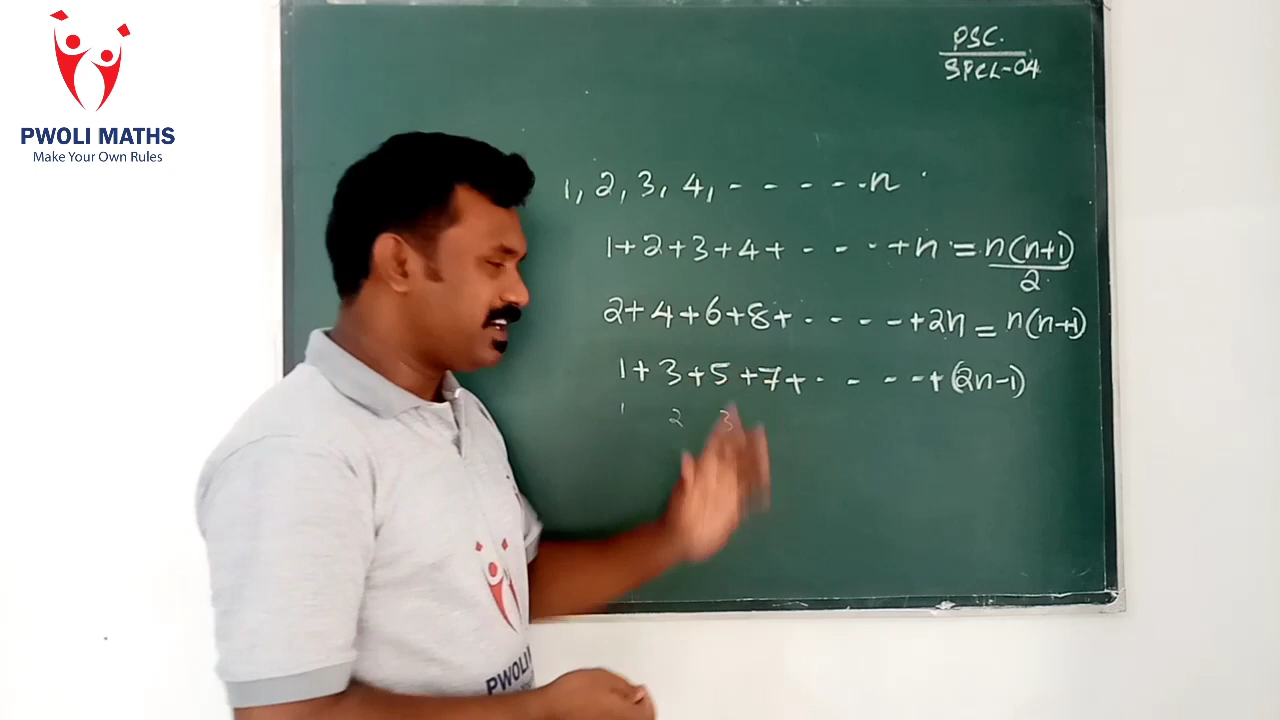 PWOLI MATHS
Make Your Own Rules
PSC.
SPCL-04
1, 2, 3, 4, - - - - - .n
1+2+3+4+ - - - - +n = n(n+1)/2
2+4+6+8+ - - - - - +2n = n(n+1)
1+3+5+7+ - - - - - + (2n-1)
1 2 3
PWOLI